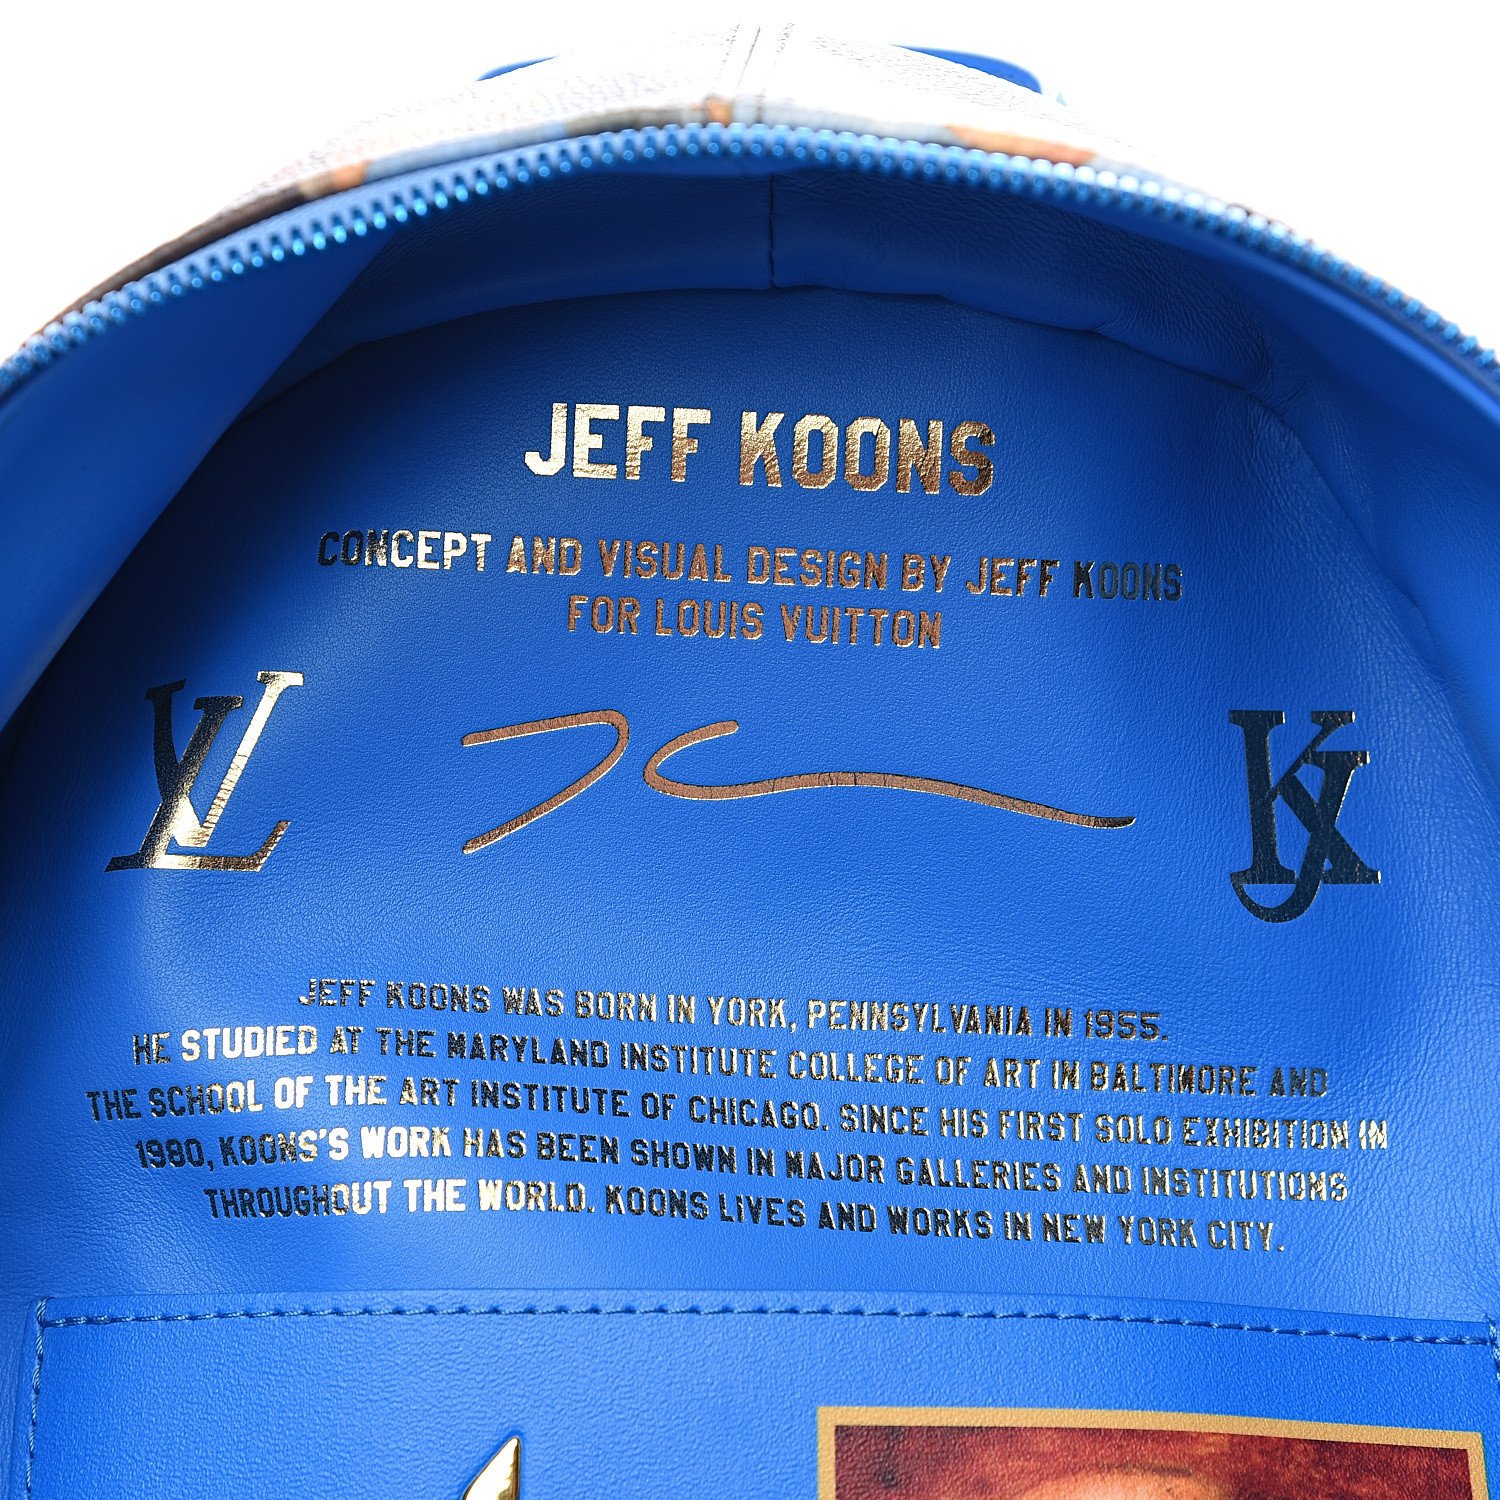 JEFF KOONS
CONCEPT AND VISUAL DESIGN BY JEFF KOONS
FOR LOUIS VUITTON
LV
JK
JEFF KOONS WAS BORN IN YORK, PENNSYLVANIA IN 1955.
HE STUDIED AT THE MARYLAND INSTITUTE COLLEGE OF ART IN BALTIMORE AND
THE SCHOOL OF THE ART INSTITUTE OF CHICAGO. SINCE HIS FIRST SOLO EXHIBITION IN
1980, KOONS'S WORK HAS BEEN SHOWN IN MAJOR GALLERIES AND INSTITUTIONS
THROUGHOUT THE WORLD. KOONS LIVES AND WORKS IN NEW YORK CITY.